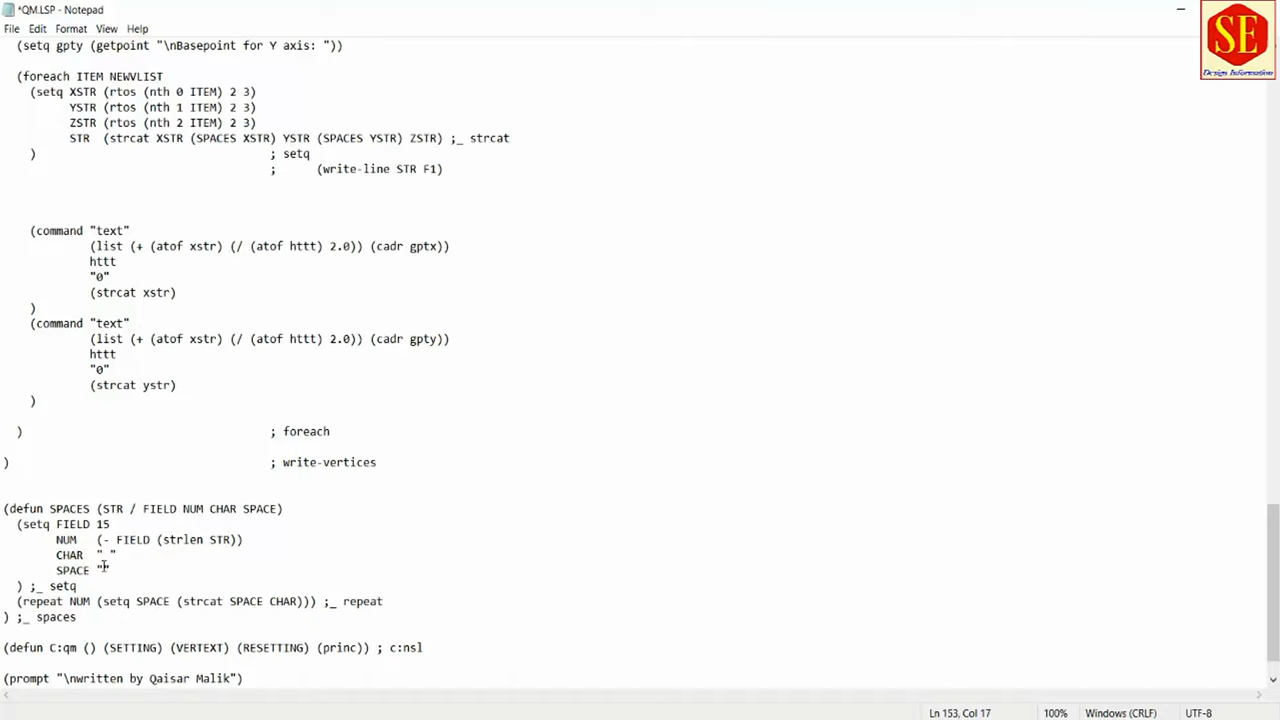 *QM.LSP - Notepad
File Edit Format View Help
(setq gpty (getpoint "\nBasepoint for Y axis: "))
(foreach ITEM NEWVLIST
(setq XSTR (rtos (nth 0 ITEM) 2 3)
YSTR (rtos (nth 1 ITEM) 2 3)
ZSTR (rtos (nth 2 ITEM) 2 3)
STR (strcat XSTR (SPACES XSTR) YSTR (SPACES YSTR) ZSTR) ;_ strcat
) ; setq
; (write-line STR F1)
(command "text"
(list (+ (atof xstr) (/ (atof httt) 2.0)) (cadr gptx))
httt
"0"
(strcat xstr)
)
(command "text"
(list (+ (atof xstr) (/ (atof httt) 2.0)) (cadr gpty))
httt
"0"
(strcat ystr)
)
) ; foreach
) ; write-vertices
(defun SPACES (STR / FIELD NUM CHAR SPACE)
(setq FIELD 15
NUM (- FIELD (strlen STR))
CHAR " "
SPACE ""
) ;_ setq
(repeat NUM (setq SPACE (strcat SPACE CHAR))) ;_ repeat
) ;_ spaces
(defun C:qm () (SETTING) (VERTEXT) (RESETTING) (princ)) ; c:nsl
(prompt "\nwritten by Qaisar Malik")
Ln 153, Col 17 100% Windows (CRLF) UTF-8
SE
Design Information